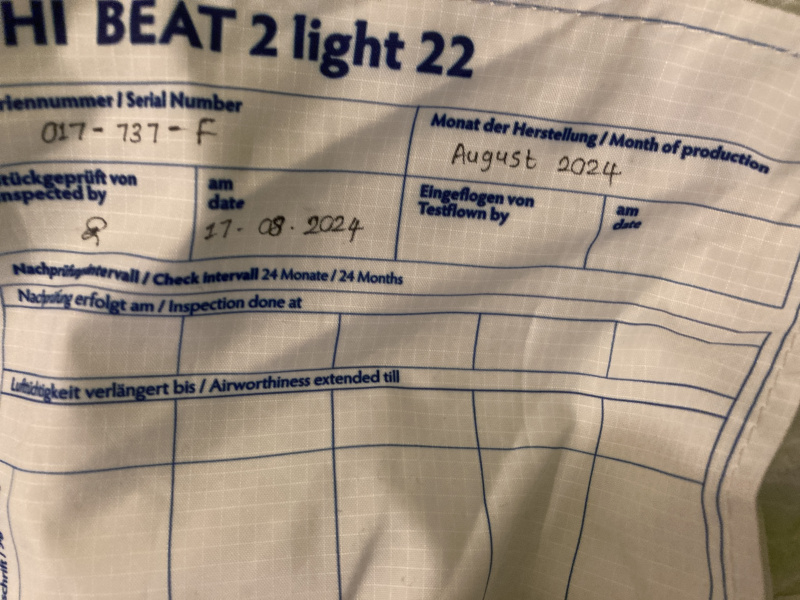 HI BEAT 2 light 22
riennummer / Serial Number
017 - 737 - F
Monat der Herstellung / Month of production
August 2024
tückgeprüft von
nspected by
am
date
17. 08. 2024
Eingeflogen von
Testflown by
am
date
Nachprüfungsintervall / Check intervall 24 Monate / 24 Months
Nachprüfung erfolgt am / Inspection done at
Lufttüchtigkeit verlängert bis / Airworthiness extended till